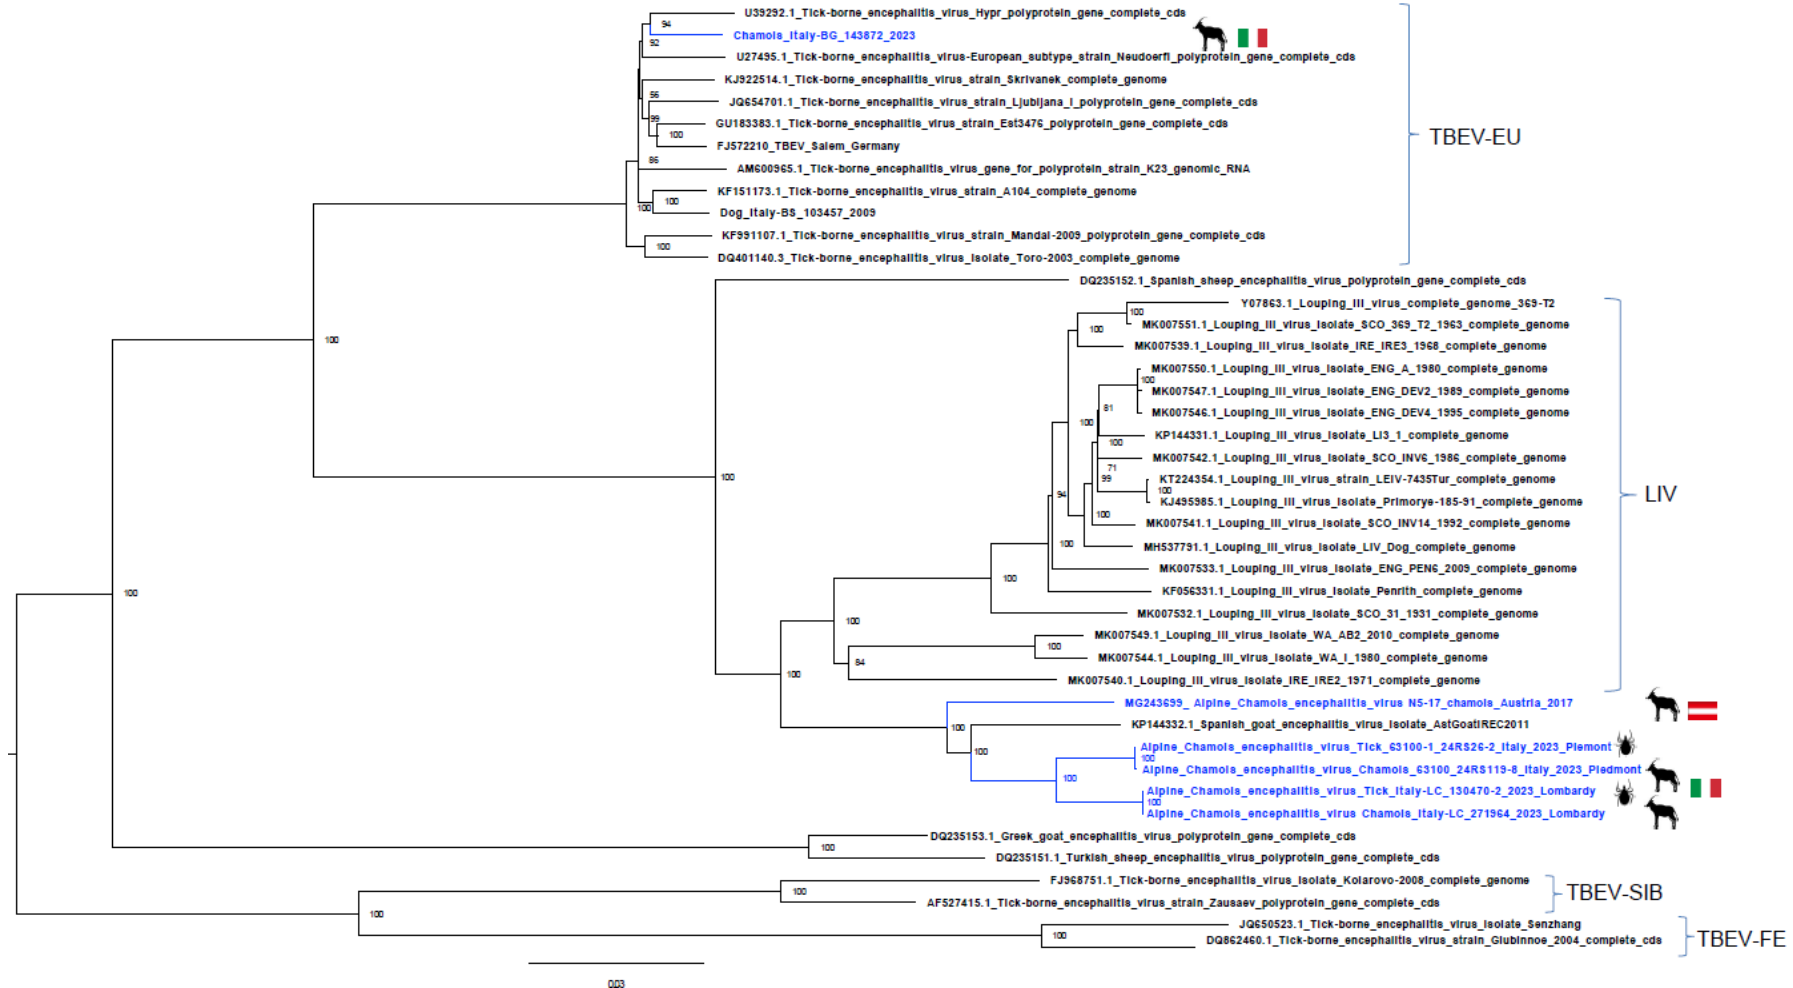 U39292.1_Tick-borne_encephalitis_virus_Hypr_polyprotein_gene_complete_cds
94
Chamois_Italy-BG_143872_2023
92
U27495.1_Tick-borne_encephalitis_virus-European_subtype_strain_Neudoerfl_polyprotein_gene_complete_cds
KJ922514.1_Tick-borne_encephalitis_virus_strain_Skrivanek_complete_genome
56
JQ654701.1_Tick-borne_encephalitis_virus_strain_Ljubljana_I_polyprotein_gene_complete_cds
99
GU183383.1_Tick-borne_encephalitis_virus_strain_Est3476_polyprotein_gene_complete_cds
100
TBEV-EU
FJ572210_TBEV_Salem_Germany
86
AM600965.1_Tick-borne_encephalitis_virus_gene_for_polyprotein_strain_K23_genomic_RNA
KF151173.1_Tick-borne_encephalitis_virus_strain_A104_complete_genome
100
100
Dog_Italy-BS_103457_2009
KF991107.1_Tick-borne_encephalitis_virus_strain_Mandal-2009_polyprotein_gene_complete_cds
100
DQ401140.3_Tick-borne_encephalitis_virus_isolate_Toro-2003_complete_genome
DQ235152.1_Spanish_sheep_encephalitis_virus_polyprotein_gene_complete_cds
Y07863.1_Louping_Ill_virus_complete_genome_369-T2
100
MK007551.1_Louping_Ill_virus_isolate_SCO_369_T2_1963_complete_genome
100
100
MK007539.1_Louping_Ill_virus_isolate_IRE_IRE3_1968_complete_genome
MK007550.1_Louping_Ill_virus_isolate_ENG_A_1980_complete_genome
100
MK007547.1_Louping_Ill_virus_isolate_ENG_DEV2_1989_complete_genome
81
MK007546.1_Louping_Ill_virus_isolate_ENG_DEV4_1995_complete_genome
100
KP144331.1_Louping_Ill_virus_isolate_LI3_1_complete_genome
100
MK007542.1_Louping_Ill_virus_isolate_SCO_INV6_1986_complete_genome
71
99
KT224354.1_Louping_Ill_virus_strain_LEIV-7435Tur_complete_genome
100
100
94
LIV
KJ495985.1_Louping_Ill_virus_isolate_Primorye-185-91_complete_genome
100
MK007541.1_Louping_Ill_virus_isolate_SCO_INV14_1992_complete_genome
100
MH537791.1_Louping_Ill_virus_isolate_LIV_Dog_complete_genome
MK007533.1_Louping_Ill_virus_isolate_ENG_PEN6_2009_complete_genome
100
100
KF056331.1_Louping_Ill_virus_isolate_Penrith_complete_genome
MK007532.1_Louping_Ill_virus_isolate_SCO_31_1931_complete_genome
100
MK007549.1_Louping_Ill_virus_isolate_WA_AB2_2010_complete_genome
100
MK007544.1_Louping_Ill_virus_isolate_WA_I_1980_complete_genome
84
100
MK007540.1_Louping_Ill_virus_isolate_IRE_IRE2_1971_complete_genome
MG243699_ Alpine_Chamois_encephalitis_virus N5-17_chamois_Austria_2017
100
KP144332.1_Spanish_goat_encephalitis_virus_isolate_AstGoatIREC2011
100
Alpine_Chamois_encephalitis_virus_Tick_63100-1_24RS26-2_Italy_2023_Piemont
100
Alpine_Chamois_encephalitis_virus_Chamois_63100_24RS119-8_Italy_2023_Piedmont
100
Alpine_Chamois_encephalitis_virus_Tick_Italy-LC_130470-2_2023_Lombardy
100
Alpine_Chamois_encephalitis_virus Chamois_Italy-LC_271964_2023_Lombardy
DQ235153.1_Greek_goat_encephalitis_virus_polyprotein_gene_complete_cds
100
DQ235151.1_Turkish_sheep_encephalitis_virus_polyprotein_gene_complete_cds
FJ968751.1_Tick-borne_encephalitis_virus_isolate_Kolarovo-2008_complete_genome
100
TBEV-SIB
AF527415.1_Tick-borne_encephalitis_virus_strain_Zausaev_polyprotein_gene_complete_cds
100
JQ650523.1_Tick-borne_encephalitis_virus_isolate_Senzhang
100
TBEV-FE
DQ862460.1_Tick-borne_encephalitis_virus_strain_Glubinnoe_2004_complete_cds
0.03